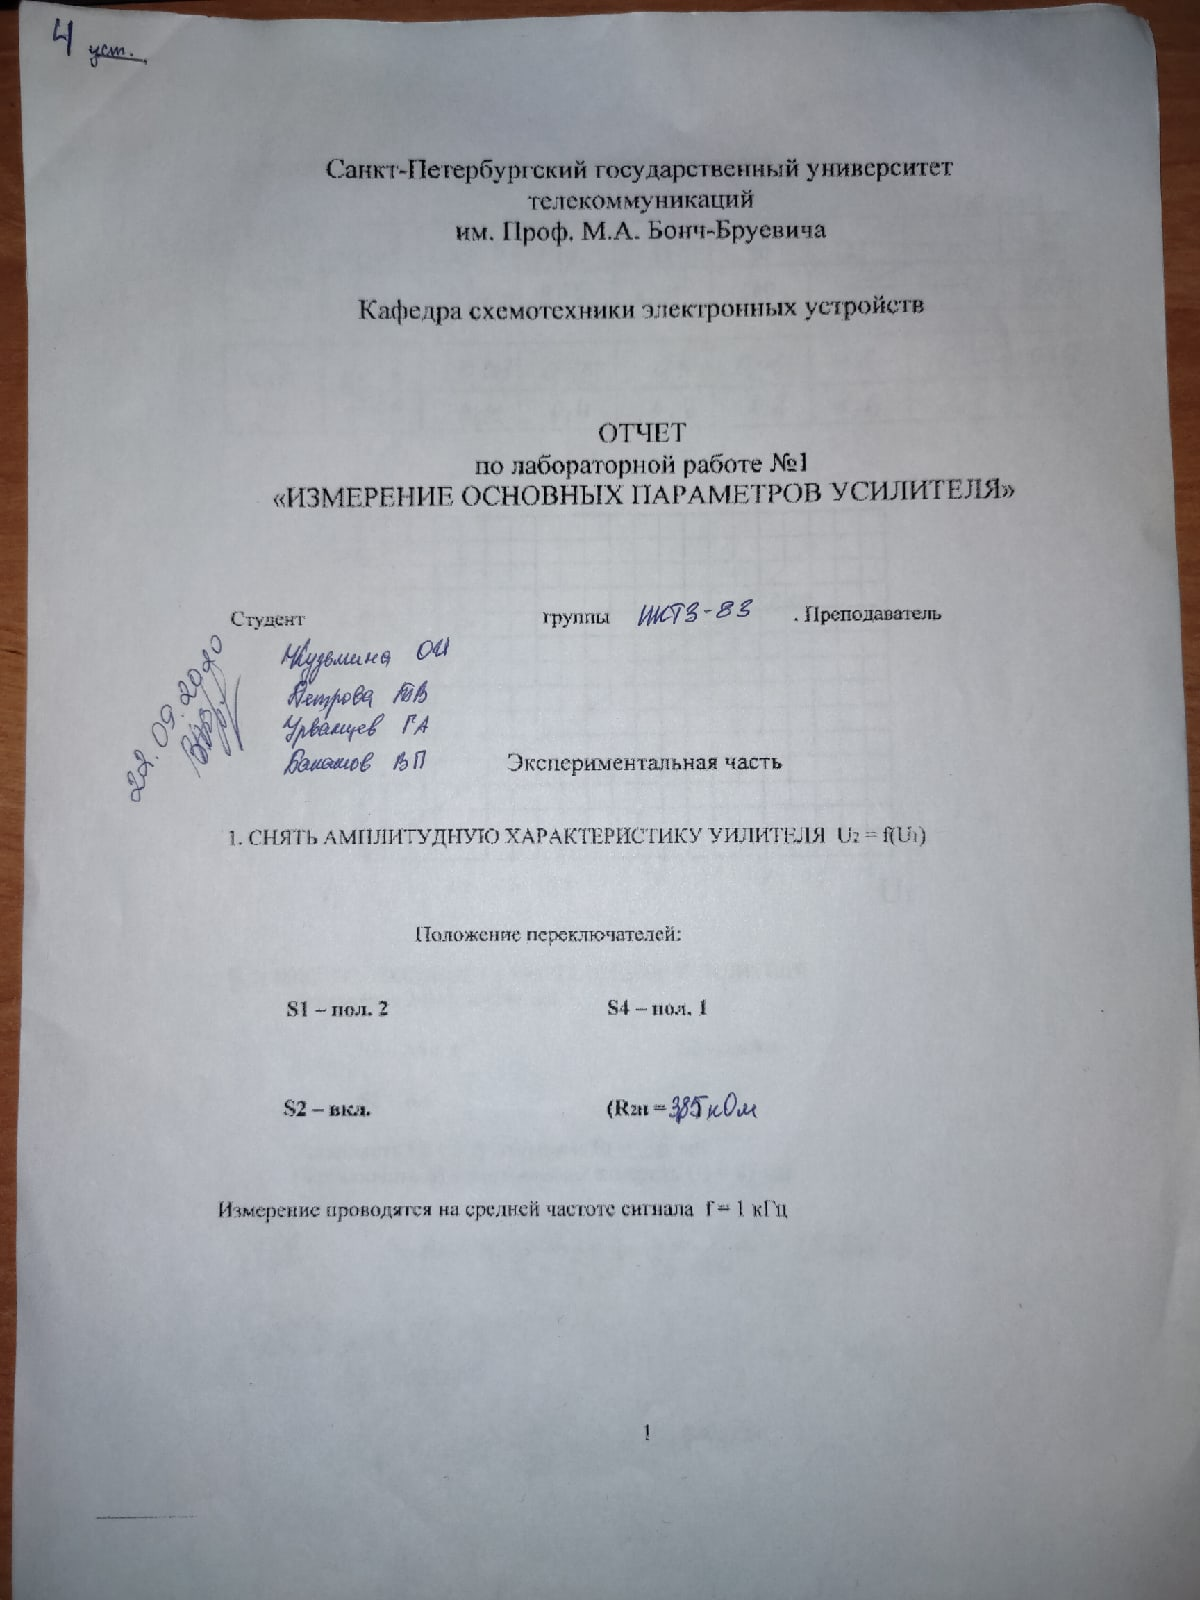 4 уст.
Санкт-Петербургский государственный университет
телекоммуникаций
им. Проф. М.А. Бонч-Бруевича
Кафедра схемотехники электронных устройств
ОТЧЕТ
по лабораторной работе №1
«ИЗМЕРЕНИЕ ОСНОВНЫХ ПАРАМЕТРОВ УСИЛИТЕЛЯ»
Студент группы ИКТЗ-83 . Преподаватель
Кузьмина ОИ
Петрова ТВ
Урванцев ГА
ВП Экспериментальная часть
22.09.2020
1. СНЯТЬ АМПЛИТУДНУЮ ХАРАКТЕРИСТИКУ УИЛИТЕЛЯ U2 = f(U1)
Положение переключателей:
S1 – пол. 2 S4 – пол. 1
S2 – вкл. (R2н = кОм
Измерение проводятся на средней частоте сигнала f = 1 кГц
1